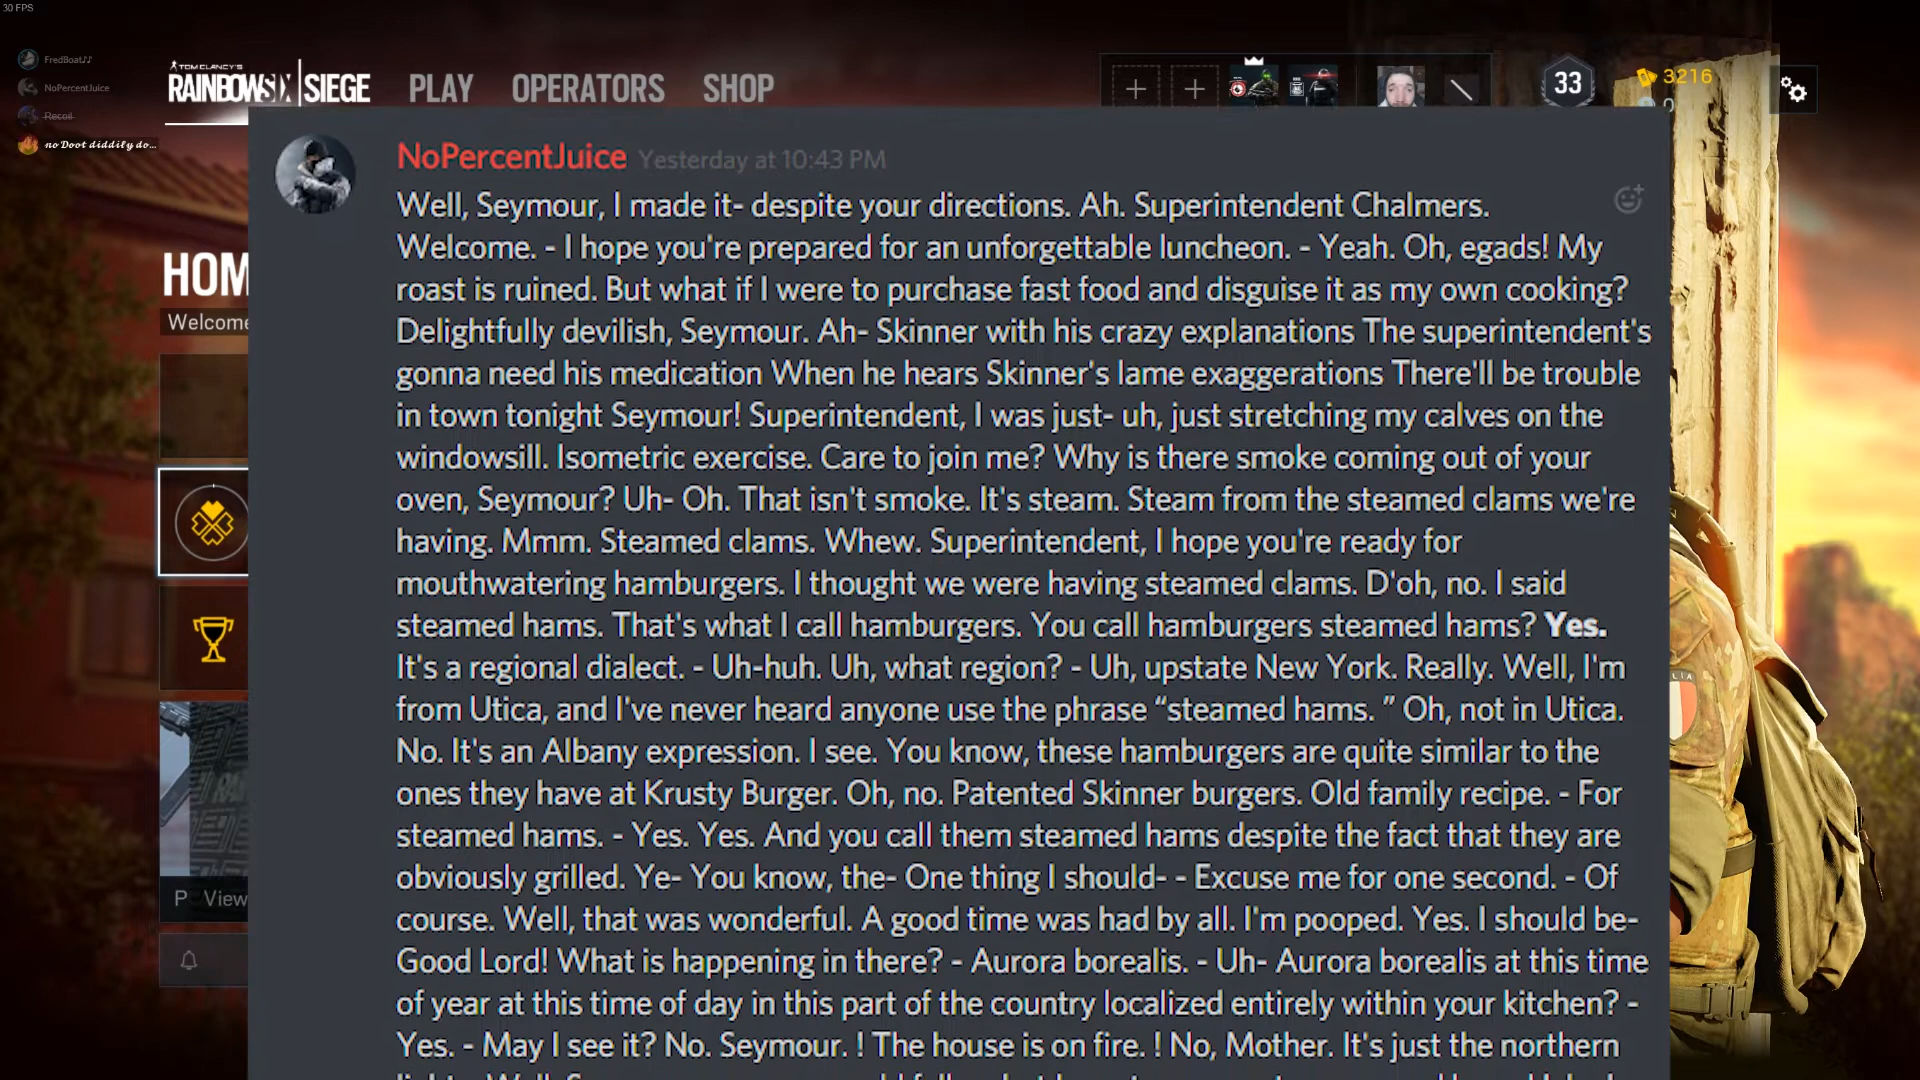 30 FPS
FredBoat♪♪
NoPercentJuice
Recoil
no Doot diddily do...
TOM CLANCY'S
RAINBOWSIX | SIEGE
PLAY
OPERATORS
SHOP
33
3216
0
HOM
Welcome
P View
NoPercentJuice Yesterday at 10:43 PM
Well, Seymour, I made it- despite your directions. Ah. Superintendent Chalmers.
Welcome. - I hope you're prepared for an unforgettable luncheon. - Yeah. Oh, egads! My
roast is ruined. But what if I were to purchase fast food and disguise it as my own cooking?
Delightfully devilish, Seymour. Ah- Skinner with his crazy explanations The superintendent's
gonna need his medication When he hears Skinner's lame exaggerations There'll be trouble
in town tonight Seymour! Superintendent, I was just- uh, just stretching my calves on the
windowsill. Isometric exercise. Care to join me? Why is there smoke coming out of your
oven, Seymour? Uh- Oh. That isn't smoke. It's steam. Steam from the steamed clams we're
having. Mmm. Steamed clams. Whew. Superintendent, I hope you're ready for
mouthwatering hamburgers. I thought we were having steamed clams. D'oh, no. I said
steamed hams. That's what I call hamburgers. You call hamburgers steamed hams? Yes.
It's a regional dialect. - Uh-huh. Uh, what region? - Uh, upstate New York. Really. Well, I'm
from Utica, and I've never heard anyone use the phrase “steamed hams. ” Oh, not in Utica.
No. It's an Albany expression. I see. You know, these hamburgers are quite similar to the
ones they have at Krusty Burger. Oh, no. Patented Skinner burgers. Old family recipe. - For
steamed hams. - Yes. Yes. And you call them steamed hams despite the fact that they are
obviously grilled. Ye- You know, the- One thing I should- - Excuse me for one second. - Of
course. Well, that was wonderful. A good time was had by all. I'm pooped. Yes. I should be-
Good Lord! What is happening in there? - Aurora borealis. - Uh- Aurora borealis at this time
of year at this time of day in this part of the country localized entirely within your kitchen? -
Yes. - May I see it? No. Seymour. ! The house is on fire. ! No, Mother. It's just the northern